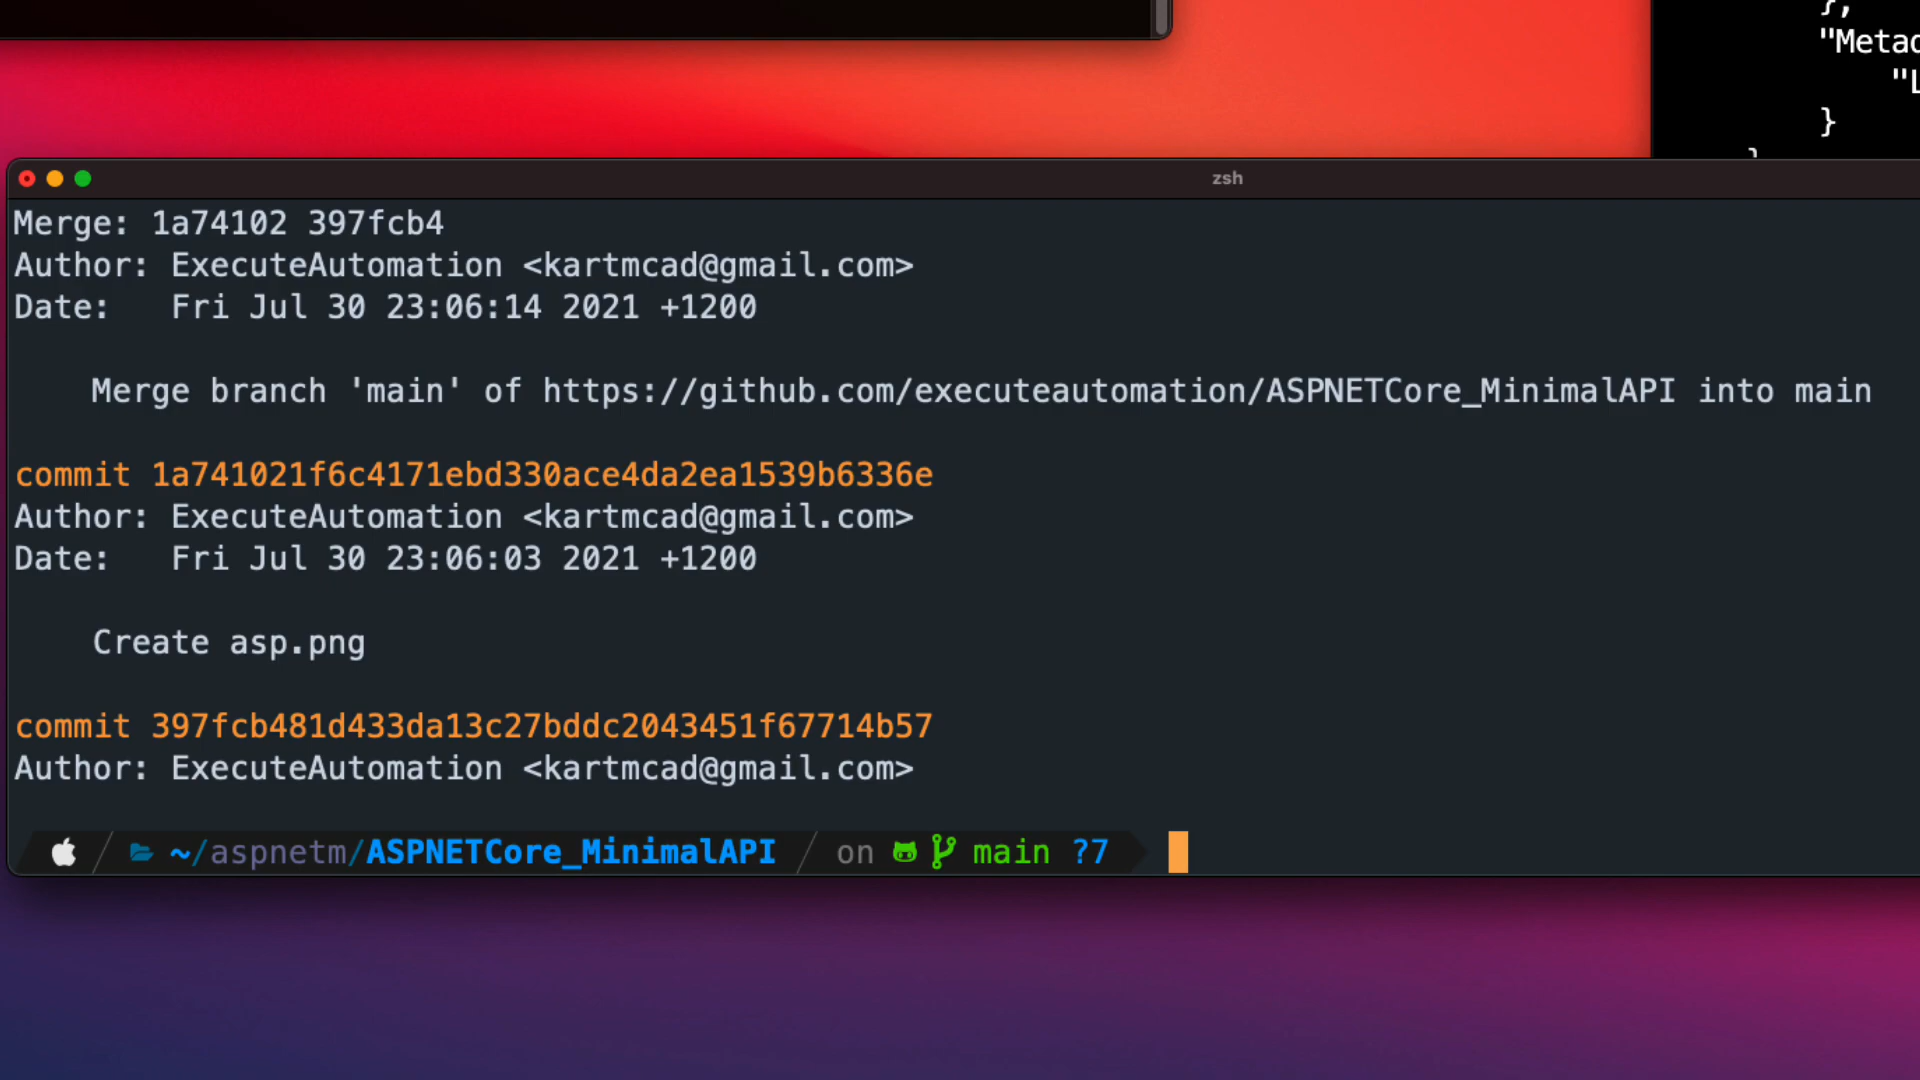 },
"Metad
"L
}
}
zsh
Merge: 1a74102 397fcb4
Author: ExecuteAutomation <kartmcad@gmail.com>
Date:   Fri Jul 30 23:06:14 2021 +1200
Merge branch 'main' of https://github.com/executeautomation/ASPNETCore_MinimalAPI into main
commit 1a741021f6c4171ebd330ace4da2ea1539b6336e
Author: ExecuteAutomation <kartmcad@gmail.com>
Date:   Fri Jul 30 23:06:03 2021 +1200
Create asp.png
commit 397fcb481d433da13c27bddc2043451f67714b57
Author: ExecuteAutomation <kartmcad@gmail.com>
~/aspnetm/ASPNETCore_MinimalAPI on main ?7